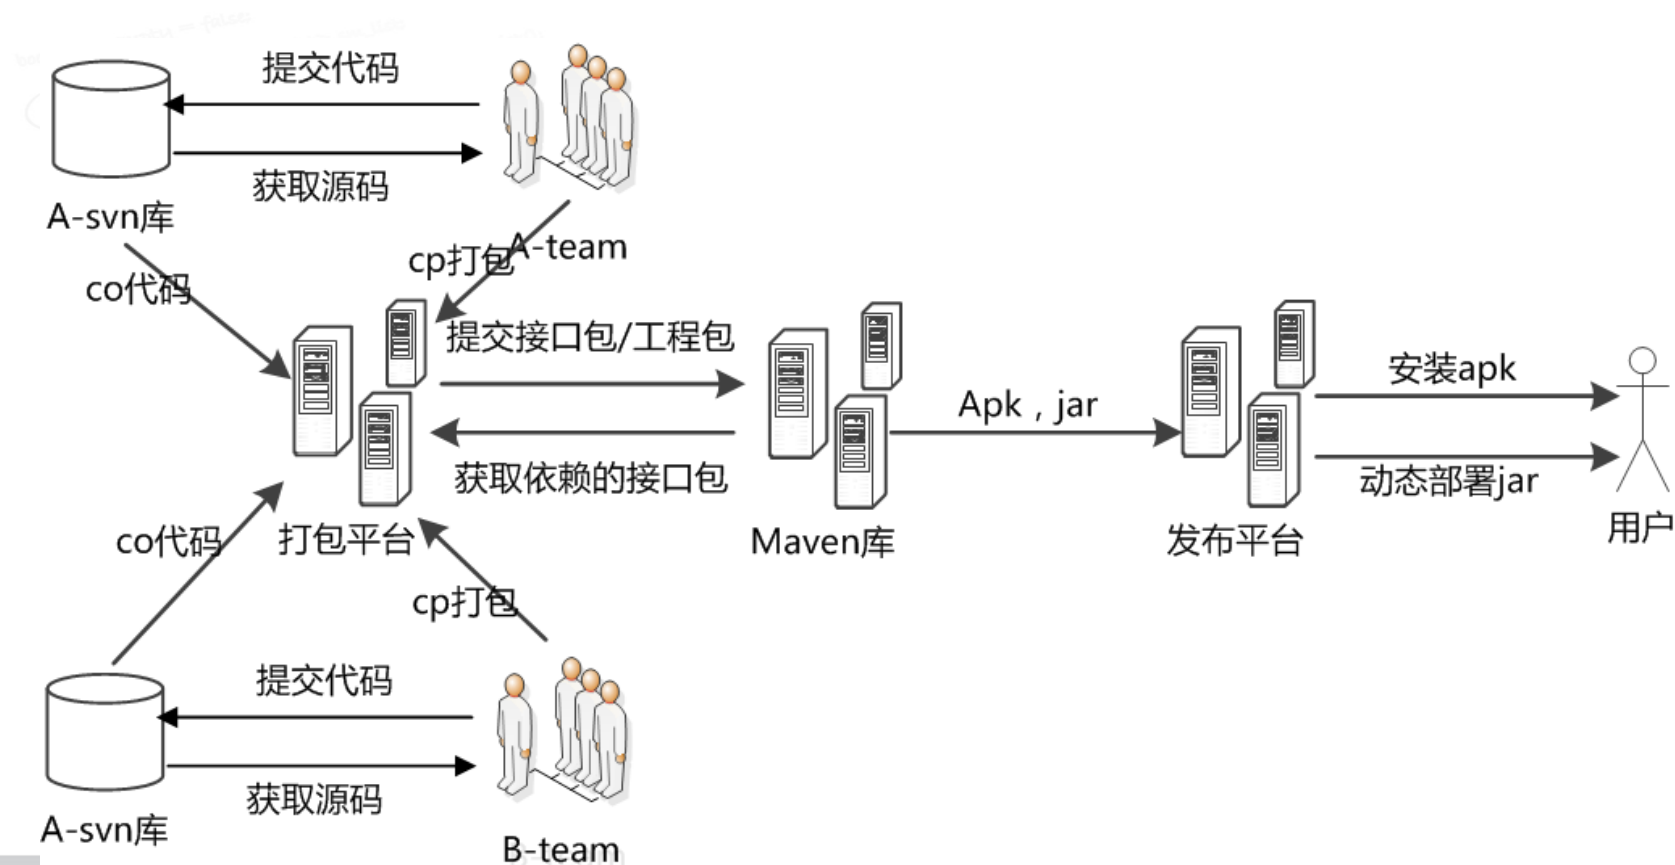 提交代码
获取源码
A-svn库
A-team
co代码
cp打包
提交接口包/工程包
获取依赖的接口包
打包平台
Maven库
Apk，jar
发布平台
安装apk
动态部署jar
用户
co代码
cp打包
提交代码
获取源码
A-svn库
B-team